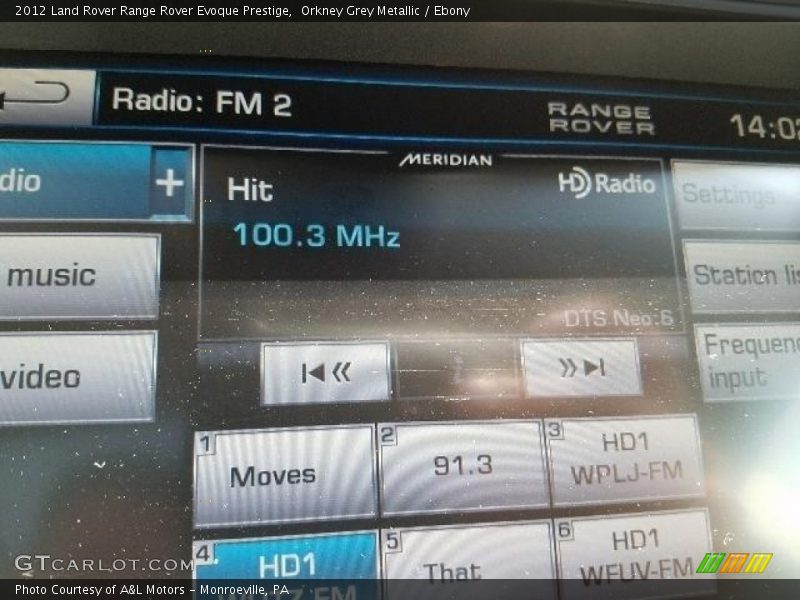 2012 Land Rover Range Rover Evoque Prestige, Orkney Grey Metallic / Ebony
Radio: FM 2
RANGE ROVER
14:02
dio
+
MERIDIAN
Hit
HD Radio
Settings
100.3 MHz
music
Station lis
DTS Neo:6
video
Frequenc
input
1
Moves
2
91.3
3
HD1
WPLJ-FM
4
HD1
5
That
6
HD1
WFUV-FM
GTCARLOT.COM
Photo Courtesy of A&L Motors - Monroeville, PA